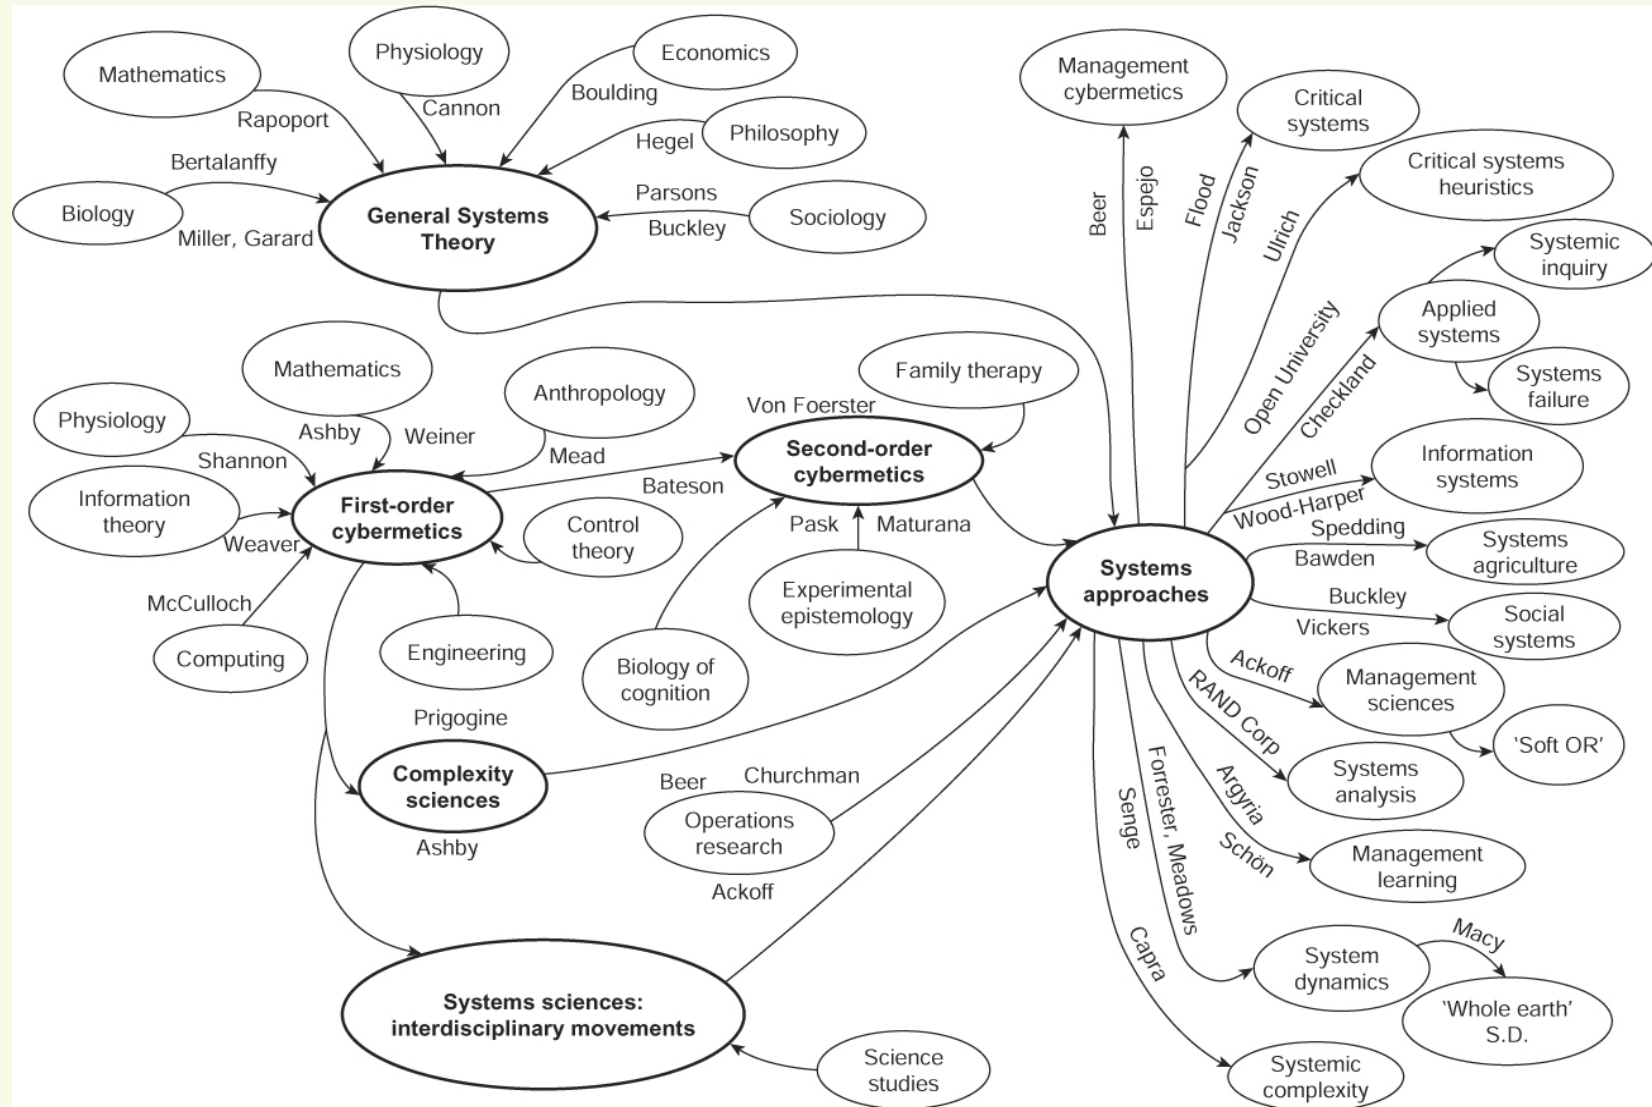 Mathematics
Physiology
Economics
Rapoport
Cannon
Boulding
Philosophy
Hegel
Bertalanffy
Biology
Miller, Garard
General Systems
Theory
Parsons
Buckley
Sociology
Mathematics
Physiology
Ashby
Weiner
Anthropology
Mead
Shannon
Information
theory
Weaver
First-order
cybermetics
Bateson
Control
theory
McCulloch
Computing
Engineering
Von Foerster
Family therapy
Second-order
cybermetics
Pask
Maturana
Experimental
epistemology
Biology of
cognition
Prigogine
Complexity
sciences
Ashby
Beer
Churchman
Operations
research
Ackoff
Systems sciences:
interdisciplinary movements
Science
studies
Systems
approaches
Management
cybermetics
Beer
Espejo
Critical
systems
Flood
Jackson
Critical systems
heuristics
Ulrich
Systemic
inquiry
Applied
systems
Systems
failure
Open University
Checkland
Information
systems
Stowell
Wood-Harper
Spedding
Bawden
Systems
agriculture
Buckley
Vickers
Social
systems
Ackoff
Management
sciences
'Soft OR'
RAND Corp
Systems
analysis
Argyria
Schön
Management
learning
Forrester, Meadows
System
dynamics
Macy
'Whole earth'
S.D.
Senge
Capra
Systemic
complexity